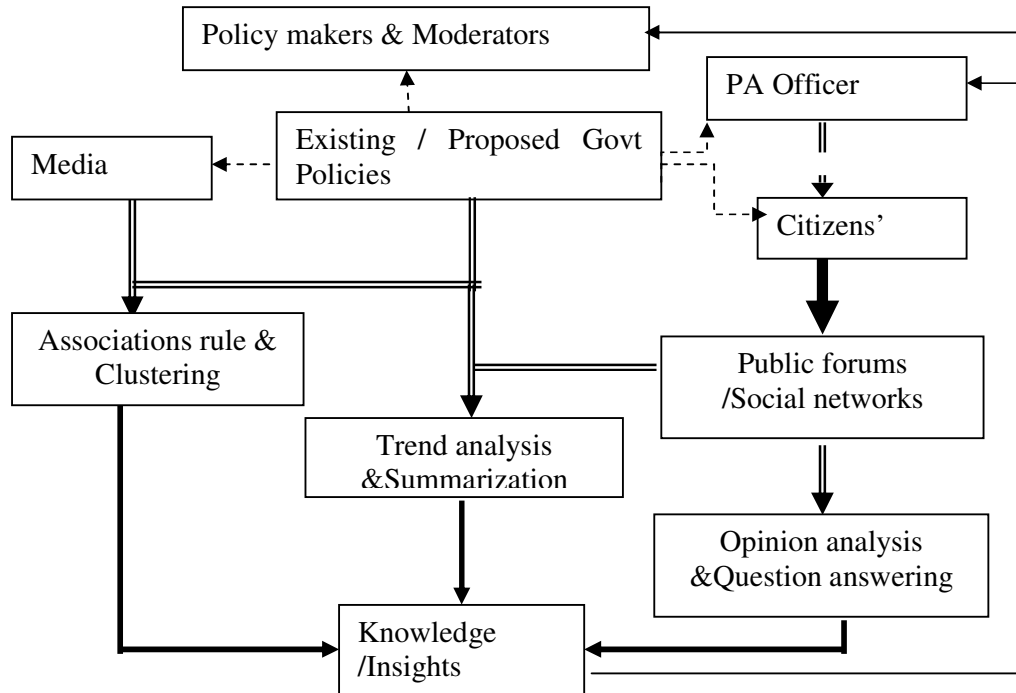 Policy makers & Moderators
PA Officer
Existing / Proposed Govt
Policies
Media
Citizens’
Associations rule &
Clustering
Public forums
/Social networks
Trend analysis
&Summarization
Opinion analysis
&Question answering
Knowledge
/Insights